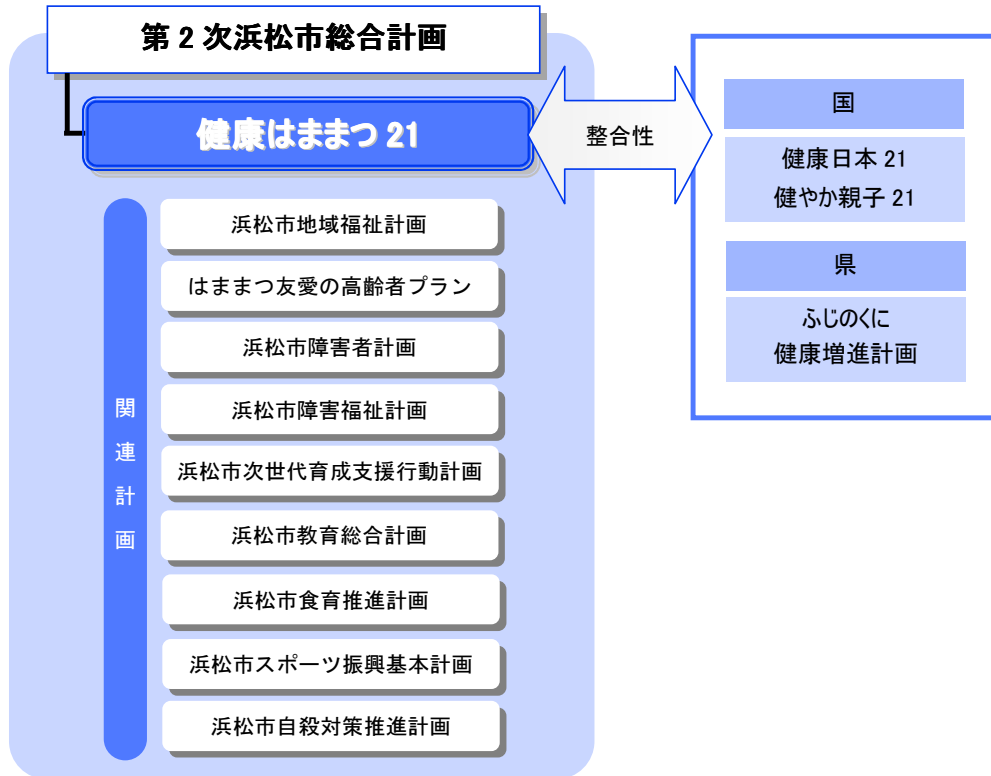 第2次浜松市総合計画
健康はままつ21
整合性
国
健康日本21
健やか親子21
県
ふじのくに
健康増進計画
関連計画
浜松市地域福祉計画
はままつ友愛の高齢者プラン
浜松市障害者計画
浜松市障害福祉計画
浜松市次世代育成支援行動計画
浜松市教育総合計画
浜松市食育推進計画
浜松市スポーツ振興基本計画
浜松市自殺対策推進計画